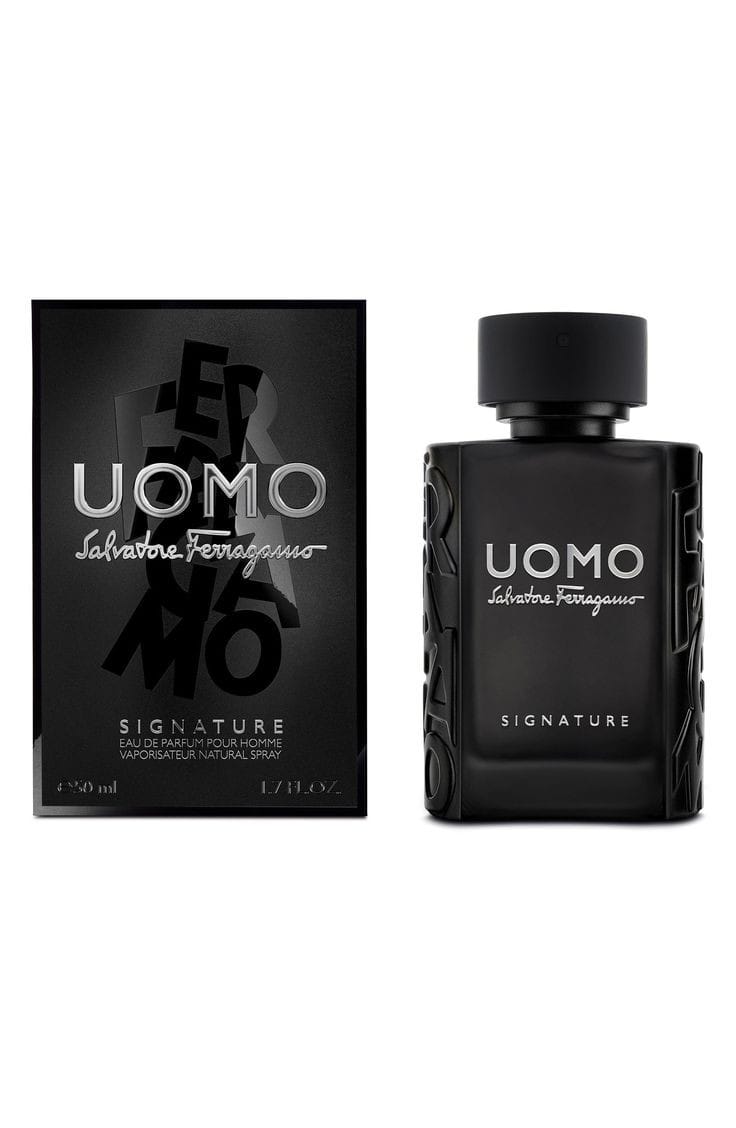 FERRAGAMO
UOMO
Salvatore Ferragamo
SIGNATURE
EAU DE PARFUM POUR HOMME
VAPORISATEUR NATURAL SPRAY
℮50 ml 1.7 FL.OZ.
UOMO
Salvatore Ferragamo
SIGNATURE